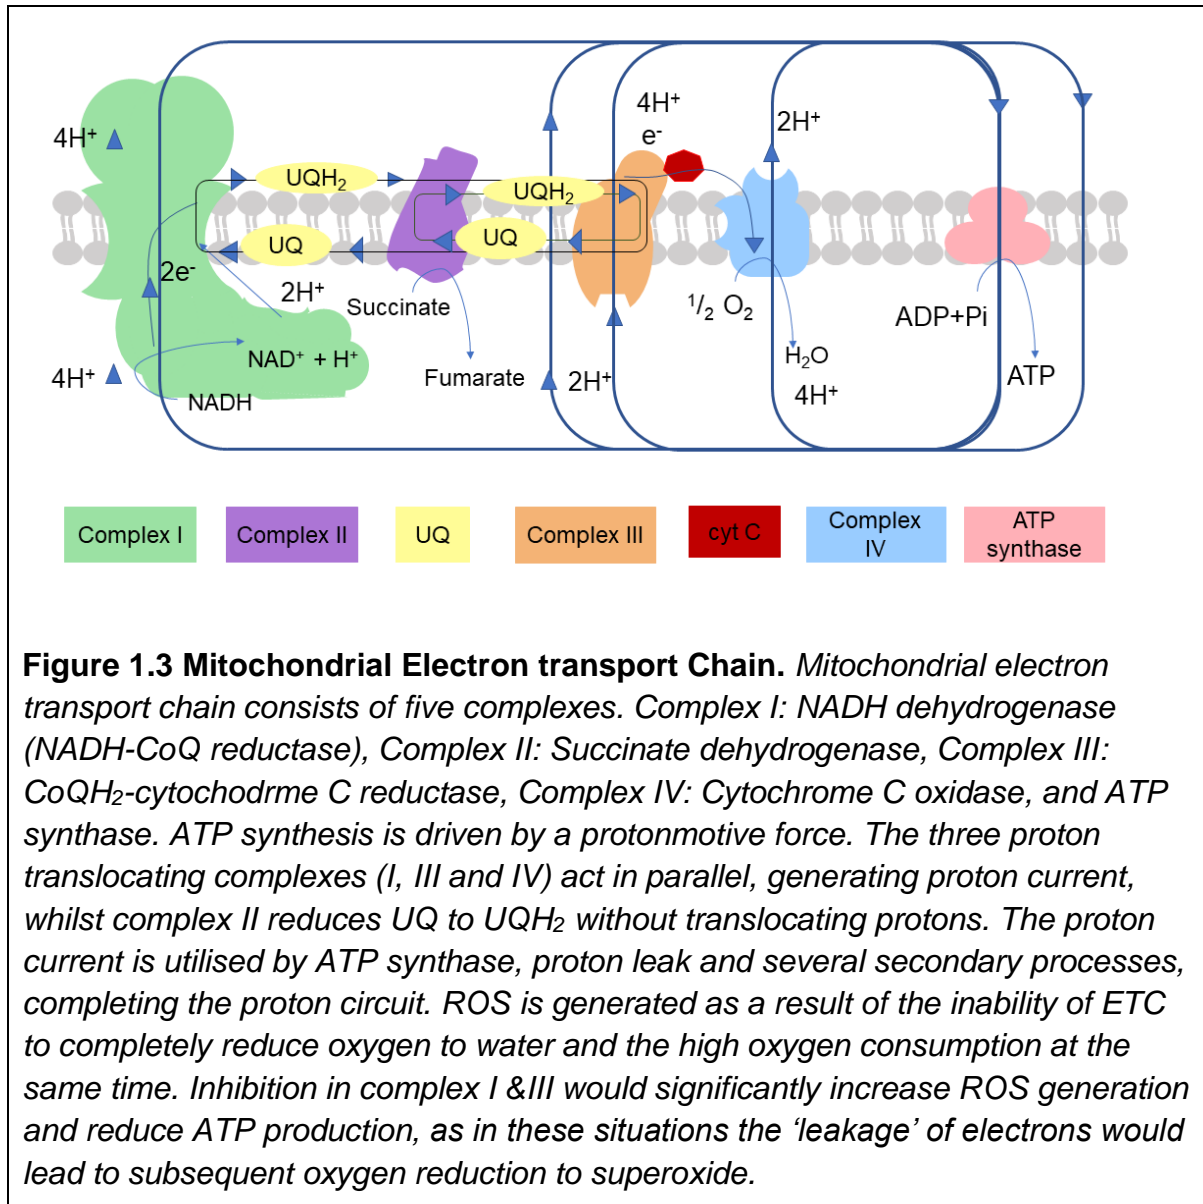 4H⁺
4H⁺
e⁻
2H⁺
UQH₂
UQH₂
UQ
UQ
2e⁻
2H⁺
Succinate
½ O₂
ADP+Pi
NAD⁺ + H⁺
H₂O
4H⁺
Fumarate
2H⁺
ATP
NADH
4H⁺
Complex I
Complex II
UQ
Complex III
cyt C
Complex
IV
ATP
synthase
Figure 1.3 Mitochondrial Electron transport Chain. Mitochondrial electron
transport chain consists of five complexes. Complex I: NADH dehydrogenase
(NADH-CoQ reductase), Complex II: Succinate dehydrogenase, Complex III:
CoQH₂-cytochodrme C reductase, Complex IV: Cytochrome C oxidase, and ATP
synthase. ATP synthesis is driven by a protonmotive force. The three proton
translocating complexes (I, III and IV) act in parallel, generating proton current,
whilst complex II reduces UQ to UQH₂ without translocating protons. The proton
current is utilised by ATP synthase, proton leak and several secondary processes,
completing the proton circuit. ROS is generated as a result of the inability of ETC
to completely reduce oxygen to water and the high oxygen consumption at the
same time. Inhibition in complex I &III would significantly increase ROS generation
and reduce ATP production, as in these situations the ‘leakage’ of electrons would
lead to subsequent oxygen reduction to superoxide.